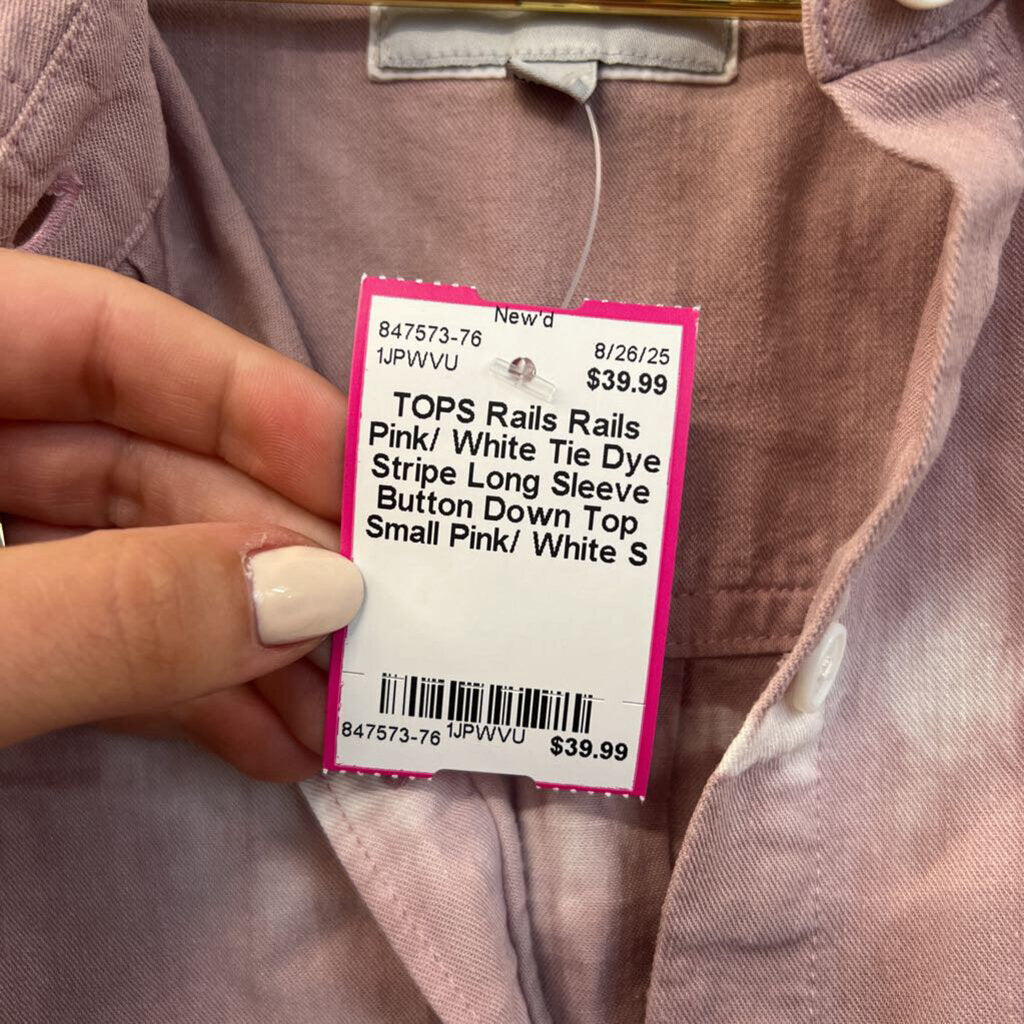 New'd
847573-76
8/26/25
1JPWVU
$39.99
TOPS Rails Rails
Pink/ White Tie Dye
Stripe Long Sleeve
Button Down Top
Small Pink/ White S
847573-76 1JPWVU $39.99